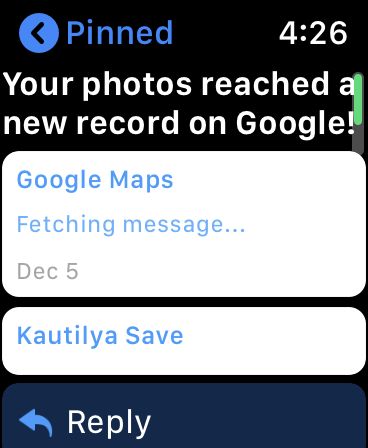 Pinned 4:26
Your photos reached a
new record on Google!
Google Maps
Fetching message...
Dec 5
Kautilya Save
Reply